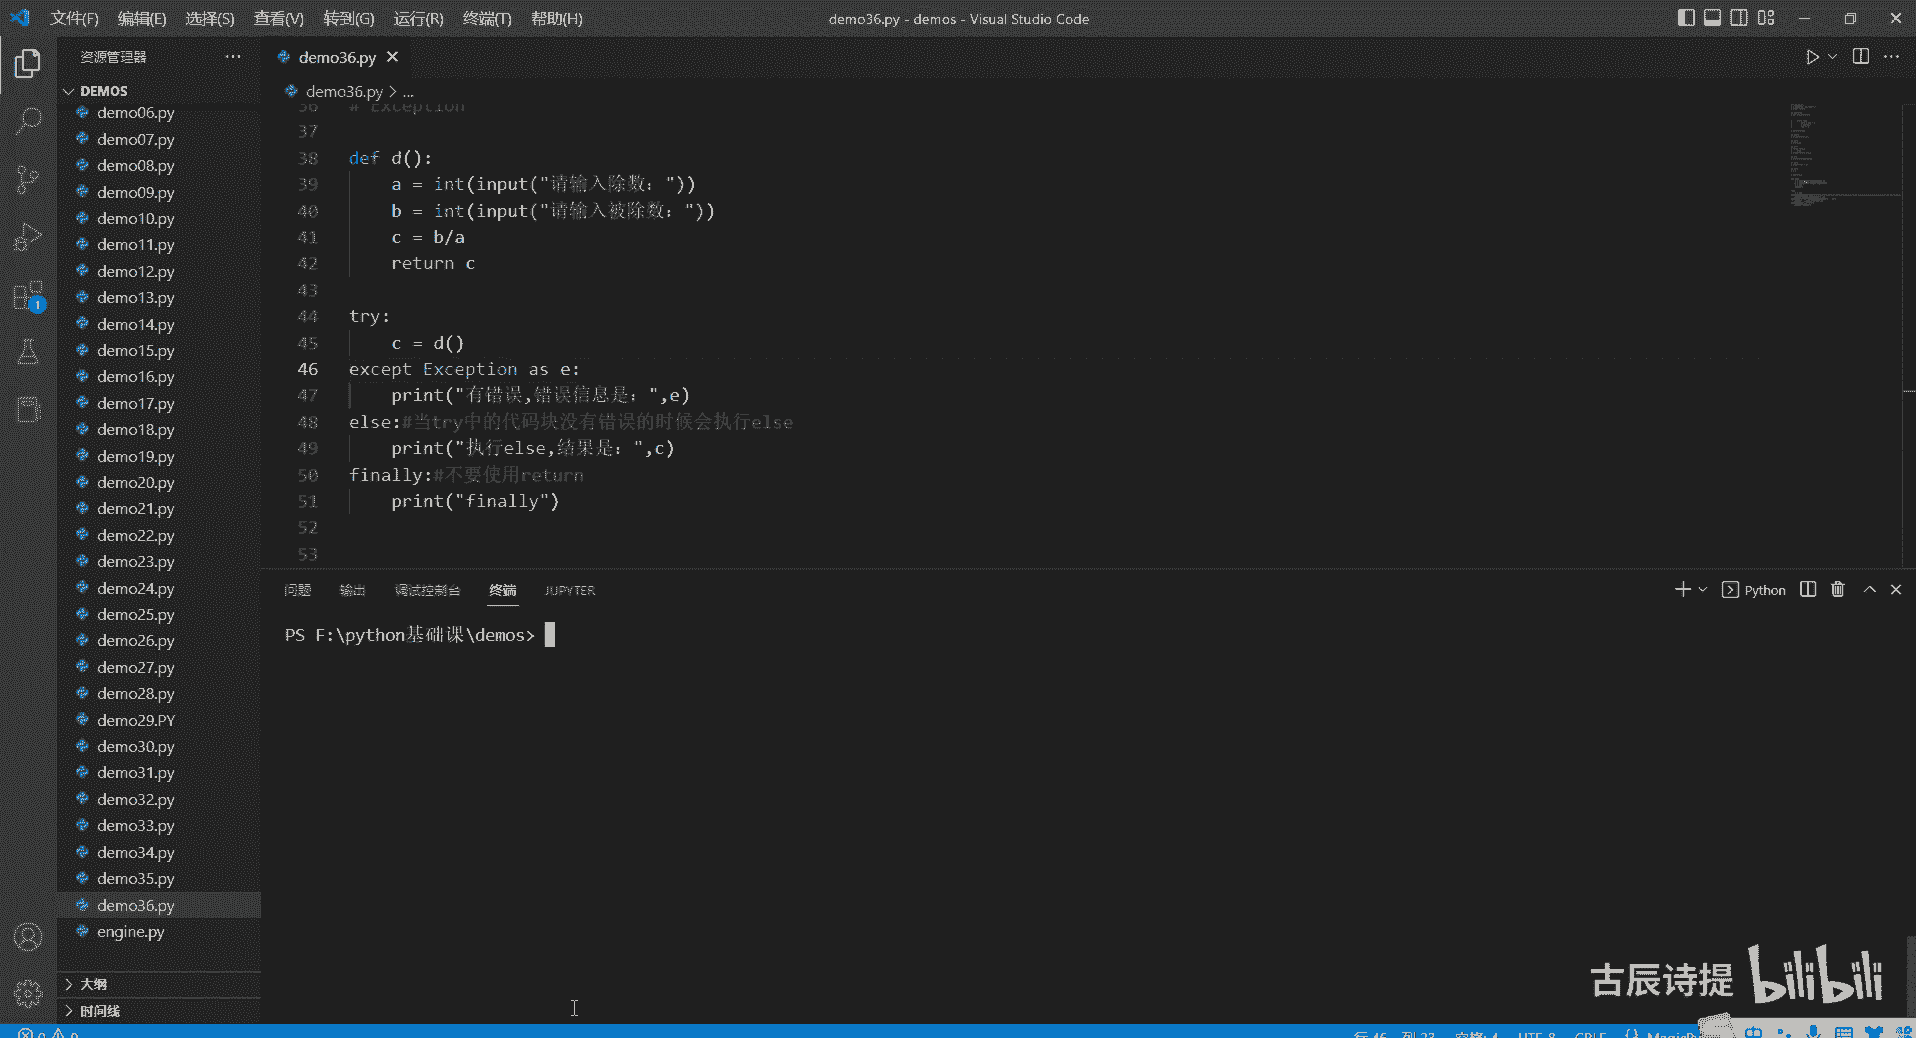 文件(F) 编辑(E) 选择(S) 查看(V) 转到(G) 运行(R) 终端(T) 帮助(H)
demo36.py - demos - Visual Studio Code
资源管理器
DEMOS
demo06.py
demo07.py
demo08.py
demo09.py
demo10.py
demo11.py
demo12.py
demo13.py
demo14.py
demo15.py
demo16.py
demo17.py
demo18.py
demo19.py
demo20.py
demo21.py
demo22.py
demo23.py
demo24.py
demo25.py
demo26.py
demo27.py
demo28.py
demo29.PY
demo30.py
demo31.py
demo32.py
demo33.py
demo34.py
demo35.py
demo36.py
engine.py
大纲
时间线
1
demo36.py
demo36.py > ...
36 # Exception
37
38 def d():
39 a = int(input("请输入除数："))
40 b = int(input("请输入被除数："))
41 c = b/a
42 return c
43
44 try:
45 c = d()
46 except Exception as e:
47 print("有错误,错误信息是：",e)
48 else:#当try中的代码块没有错误的时候会执行else
49 print("执行else,结果是：",c)
50 finally:#不要使用return
51 print("finally")
52
53
问题 输出 调试控制台 终端 JUPYTER
Python
PS F:\python基础课\demos>
古辰诗提 bilibili
行 46, 列 23 空格: 4 UTF-8 CRLF